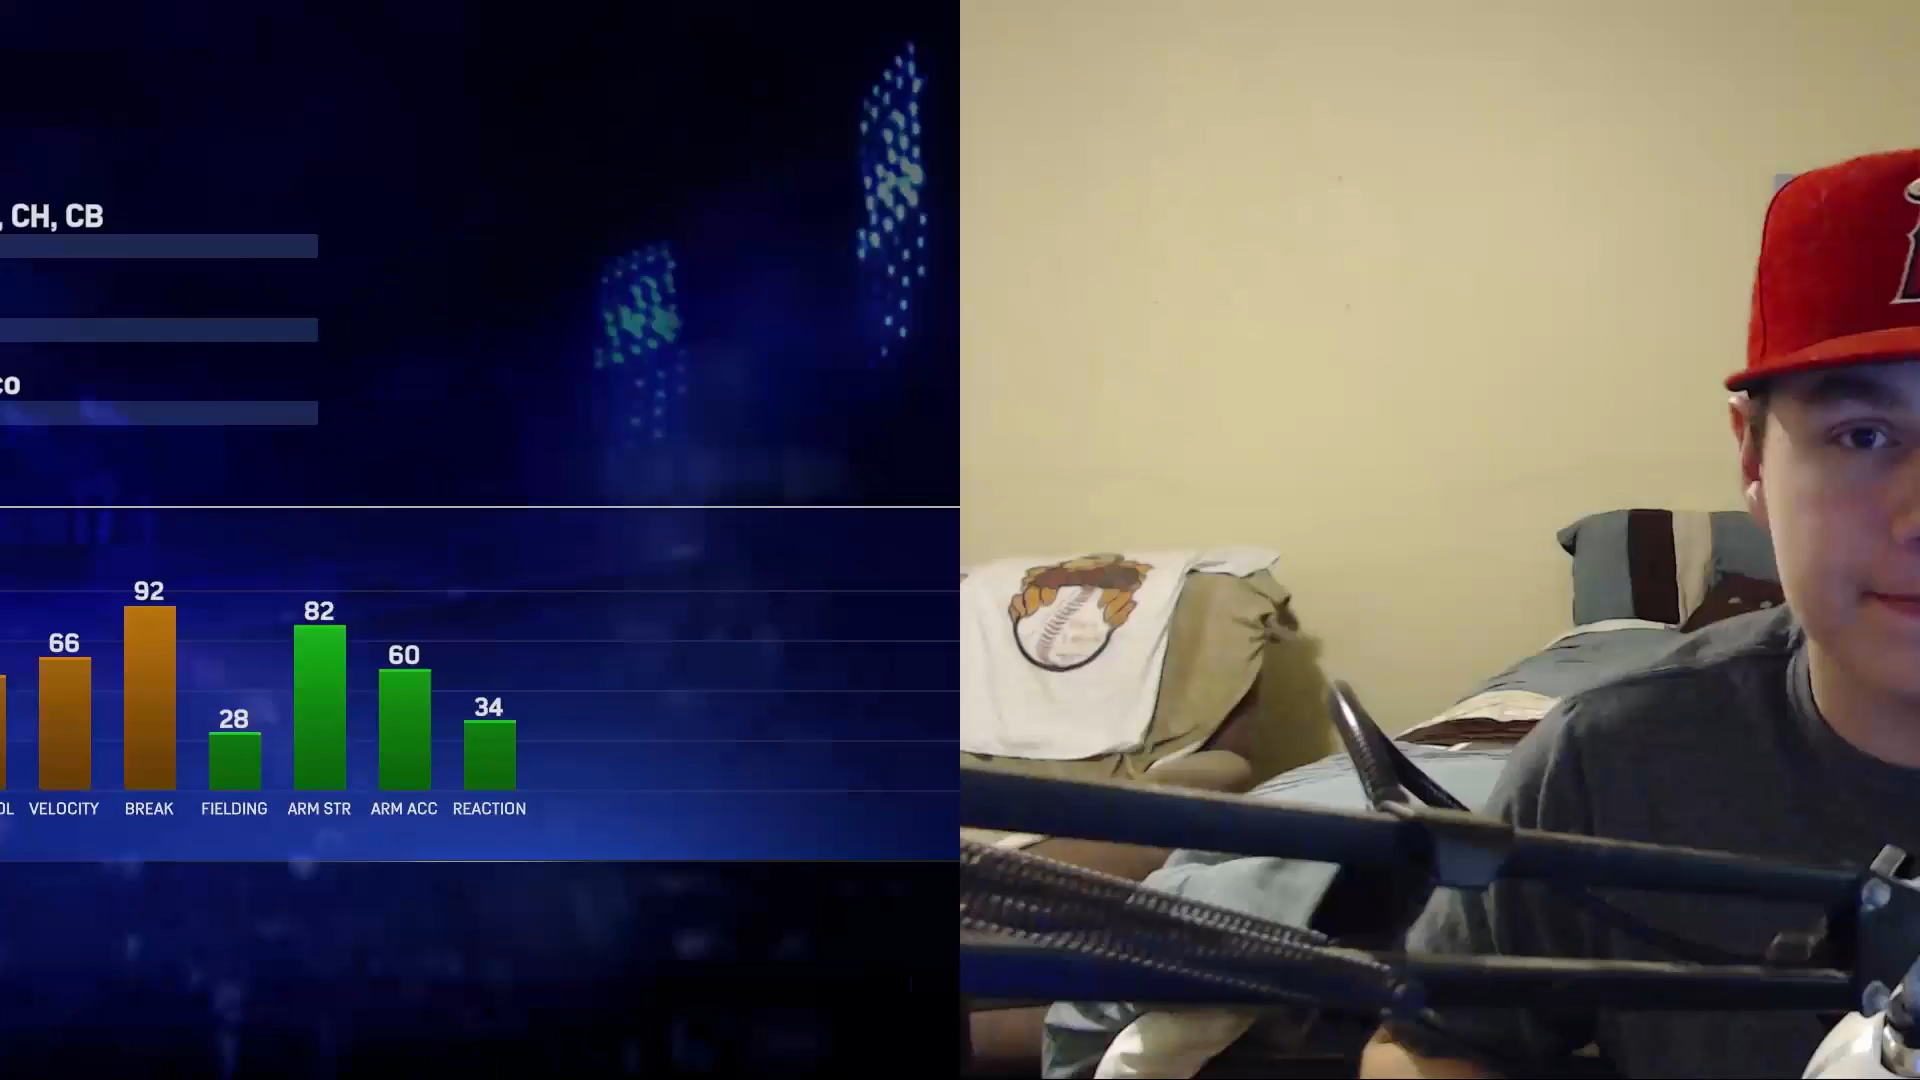 , CH, CB
CO
92
82
66
60
34
28
OL VELOCITY BREAK FIELDING ARM STR ARM ACC REACTION